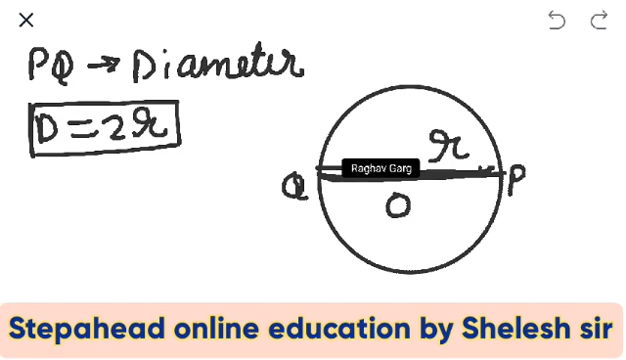 PQ → Diameter
D = 2r
r
Raghav Garg
Q
P
O
Stepahead online education by Shelesh sir